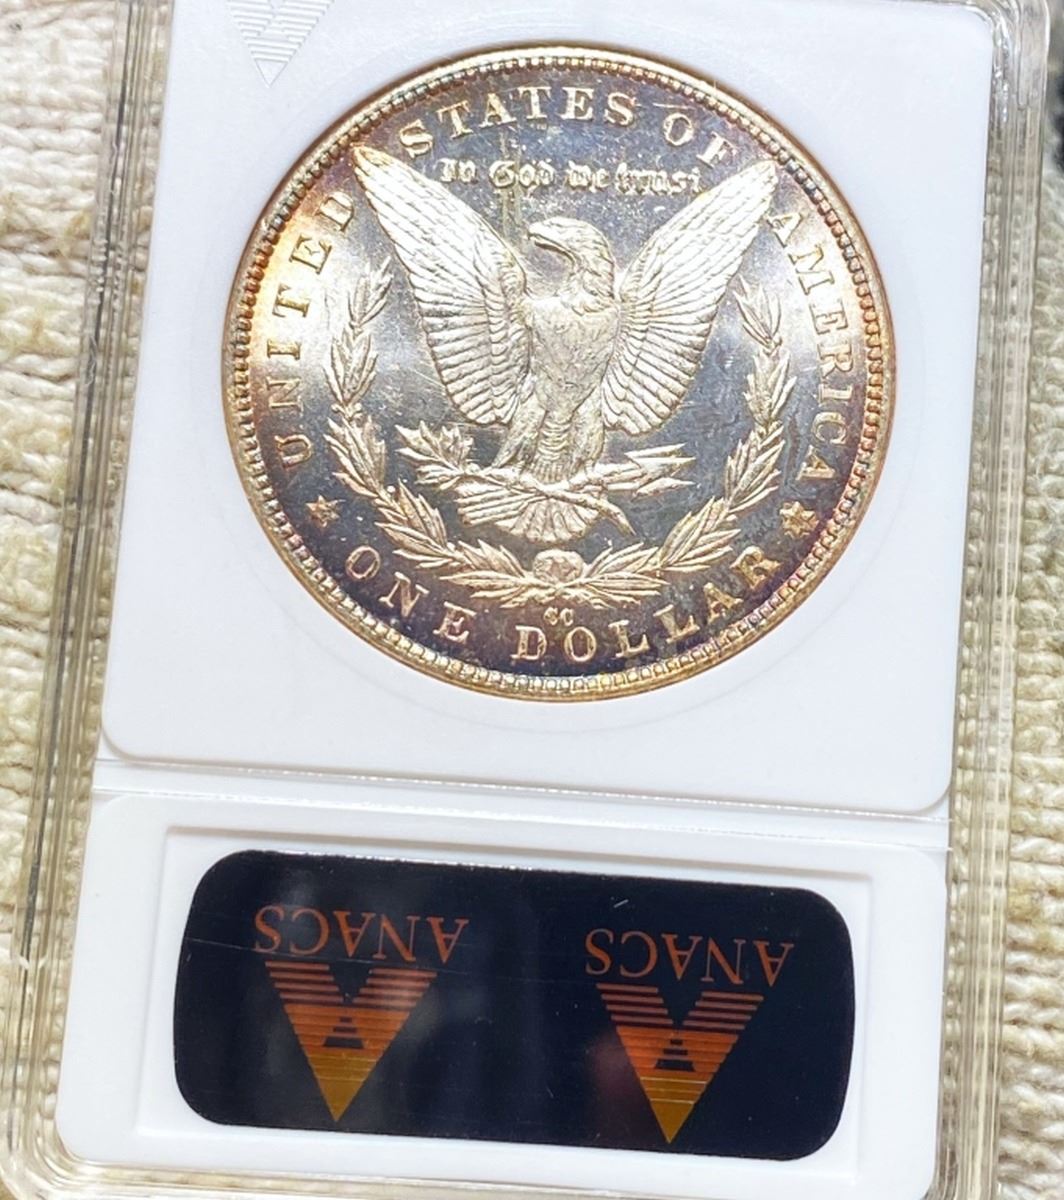 UNITED STATES OF AMERICA
In God we trust
CC
ONE DOLLAR
ANACS ANACS